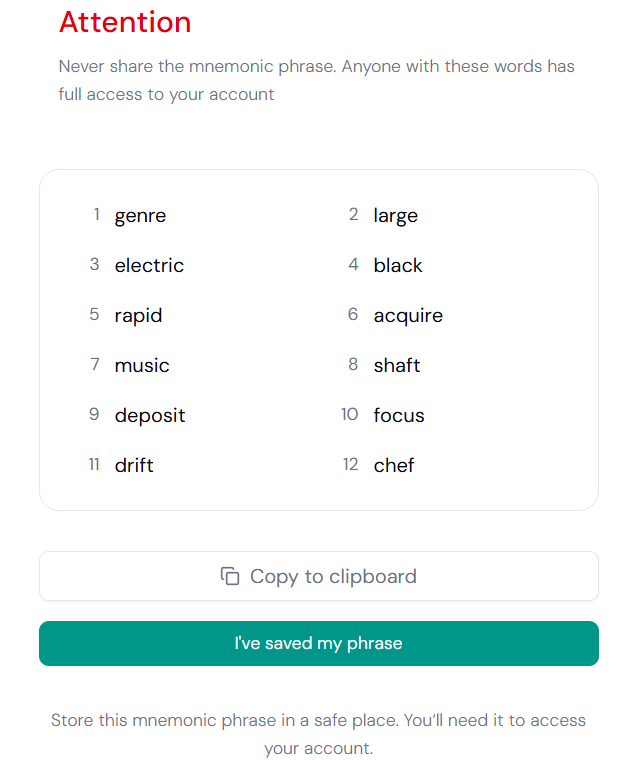 Attention
Never share the mnemonic phrase. Anyone with these words has
full access to your account
1 genre 2 large
3 electric 4 black
5 rapid 6 acquire
7 music 8 shaft
9 deposit 10 focus
11 drift 12 chef
Copy to clipboard
I've saved my phrase
Store this mnemonic phrase in a safe place. You’ll need it to access
your account.